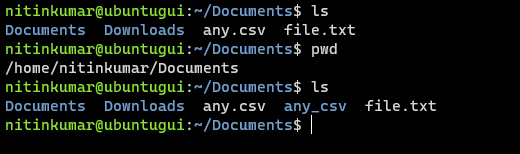 nitinkumar@ubuntugui:~/Documents$ ls
Documents  Downloads  any.csv  file.txt
nitinkumar@ubuntugui:~/Documents$ pwd
/home/nitinkumar/Documents
nitinkumar@ubuntugui:~/Documents$ ls
Documents  Downloads  any.csv  any_csv  file.txt
nitinkumar@ubuntugui:~/Documents$